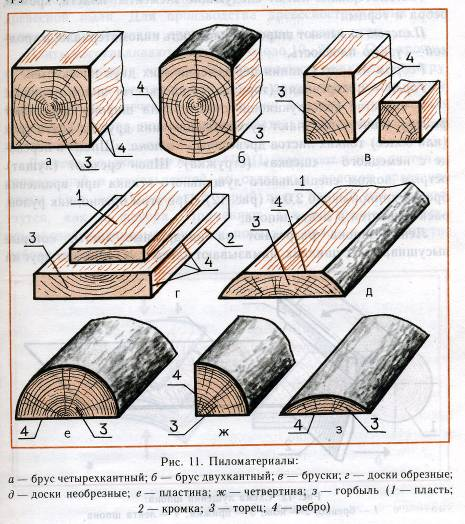 4
4
3
3
4
3
а
б
в
1
4
1
3
3
2
4
г
д
4
4
3
3
4
3
е
ж
з
Рис. 11. Пиломатериалы:
а — брус четырехкантный; б — брус двухкантный; в — бруски; г — доски обрезные;
д — доски необрезные; е — пластина; ж — четвертина; з — горбыль (1 — пласть;
2 — кромка; 3 — торец; 4 — ребро)